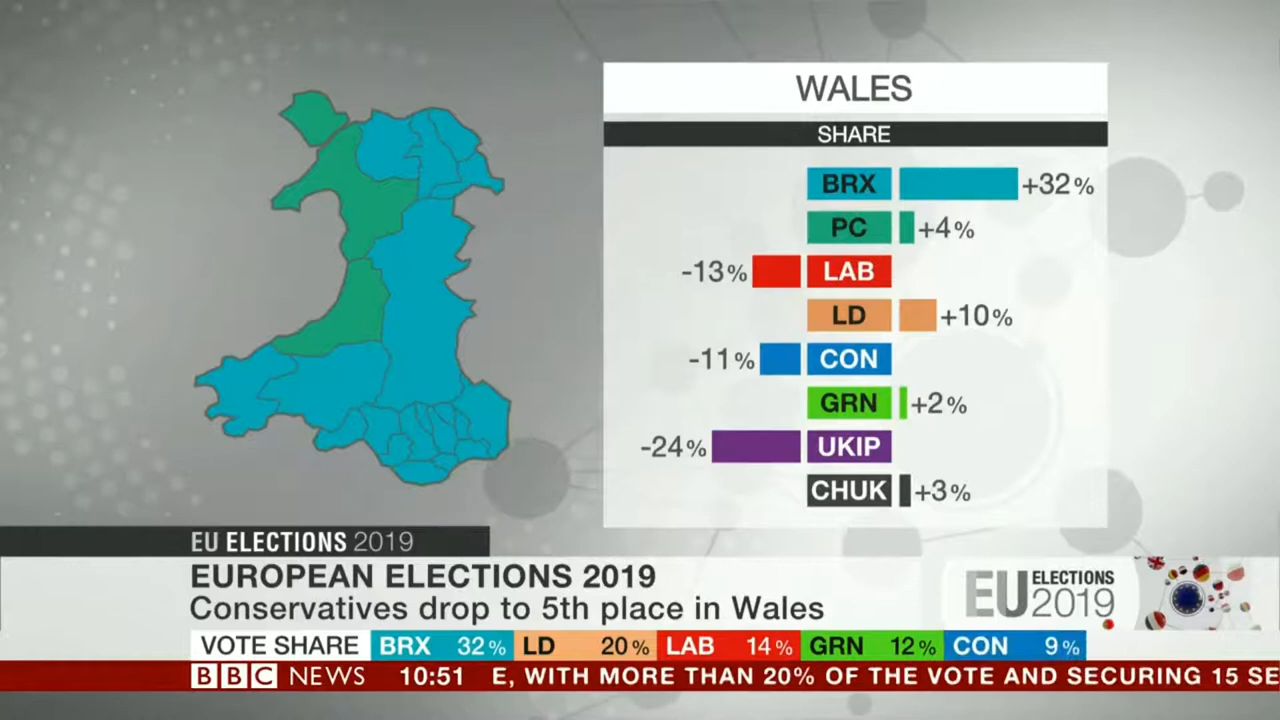 WALES
SHARE
BRX +32%
PC +4%
-13% LAB
LD +10%
-11% CON
GRN +2%
-24% UKIP
CHUK +3%
EU ELECTIONS 2019
EUROPEAN ELECTIONS 2019
Conservatives drop to 5th place in Wales
EU ELECTIONS 2019
VOTE SHARE BRX 32% LD 20% LAB 14% GRN 12% CON 9%
BBC NEWS 10:51 E, WITH MORE THAN 20% OF THE VOTE AND SECURING 15 SE